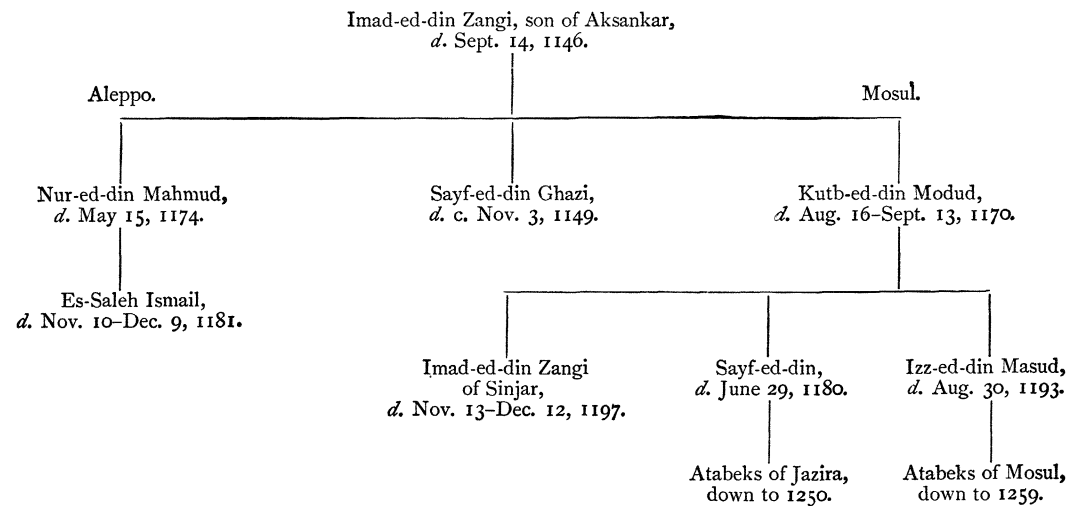 Imad-ed-din Zangi, son of Aksankar,
d. Sept. 14, 1146.
Aleppo.
Mosul.
Nur-ed-din Mahmud,
d. May 15, 1174.
Sayf-ed-din Ghazi,
d. c. Nov. 3, 1149.
Kutb-ed-din Modud,
d. Aug. 16–Sept. 13, 1170.
Es-Saleh Ismail,
d. Nov. 10–Dec. 9, 1181.
Imad-ed-din Zangi
of Sinjar,
d. Nov. 13–Dec. 12, 1197.
Sayf-ed-din,
d. June 29, 1180.
Izz-ed-din Masud,
d. Aug. 30, 1193.
Atabeks of Jazira,
down to 1250.
Atabeks of Mosul,
down to 1259.